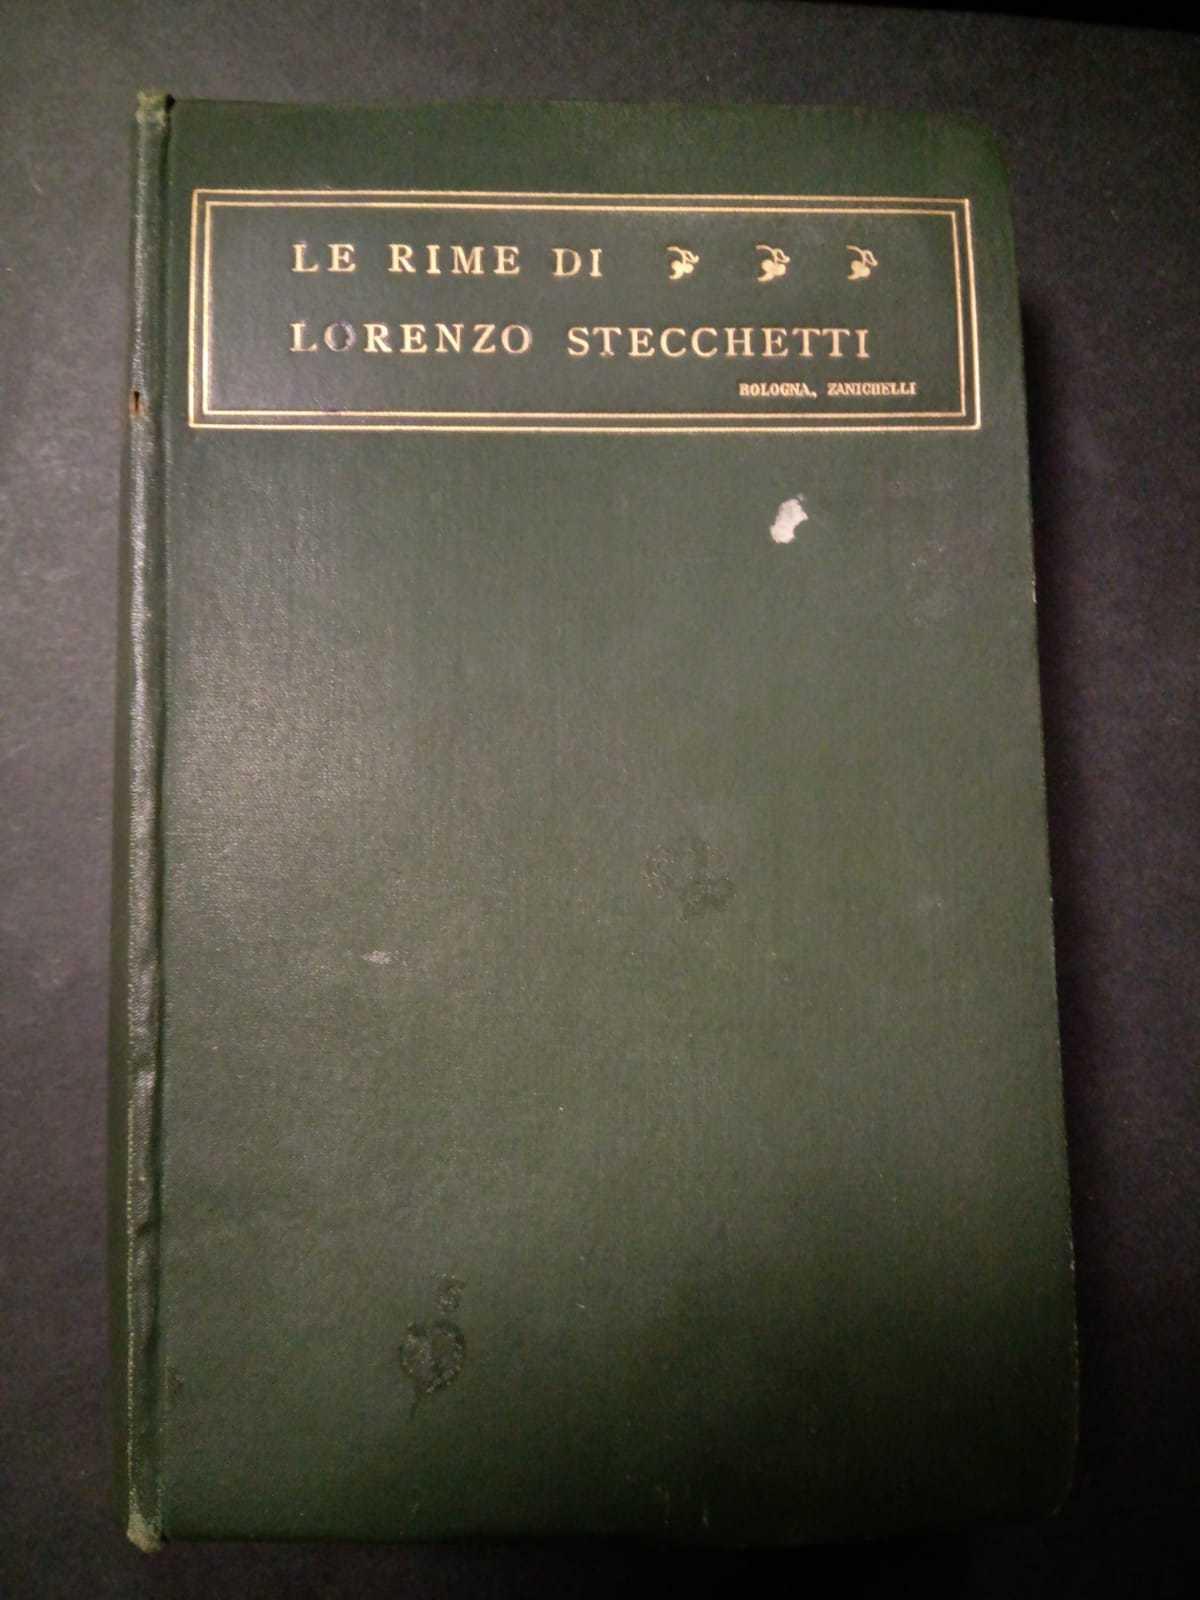 LE RIME DI
LORENZO STECCHETTI
BOLOGNA, ZANICHELLI